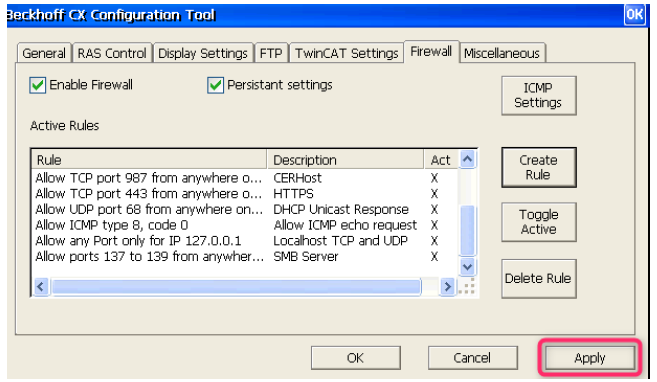 Beckhoff CX Configuration Tool OK
General RAS Control Display Settings FTP TwinCAT Settings Firewall Miscellaneous
Enable Firewall Persistant settings
ICMP
Settings
Active Rules
Rule Description Act
Allow TCP port 987 from anywhere o... CERHost X
Allow TCP port 443 from anywhere o... HTTPS X
Allow UDP port 68 from anywhere on... DHCP Unicast Response X
Allow ICMP type 8, code 0 Allow ICMP echo request X
Allow any Port only for IP 127.0.0.1 Localhost TCP and UDP X
Allow ports 137 to 139 from anywher... SMB Server X
Create
Rule
Toggle
Active
Delete Rule
OK Cancel Apply